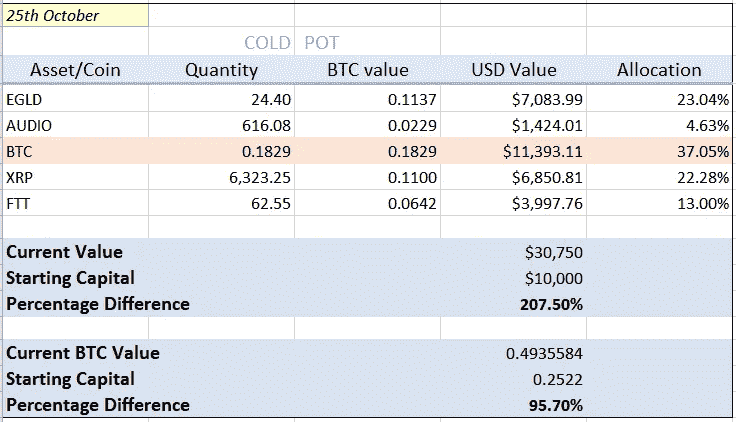 25th October
COLD POT
Asset/Coin Quantity BTC value USD Value Allocation
EGLD 24.40 0.1137 $7,083.99 23.04%
AUDIO 616.08 0.0229 $1,424.01 4.63%
BTC 0.1829 0.1829 $11,393.11 37.05%
XRP 6,323.25 0.1100 $6,850.81 22.28%
FTT 62.55 0.0642 $3,997.76 13.00%
Current Value $30,750
Starting Capital $10,000
Percentage Difference 207.50%
Current BTC Value 0.4935584
Starting Capital 0.2522
Percentage Difference 95.70%